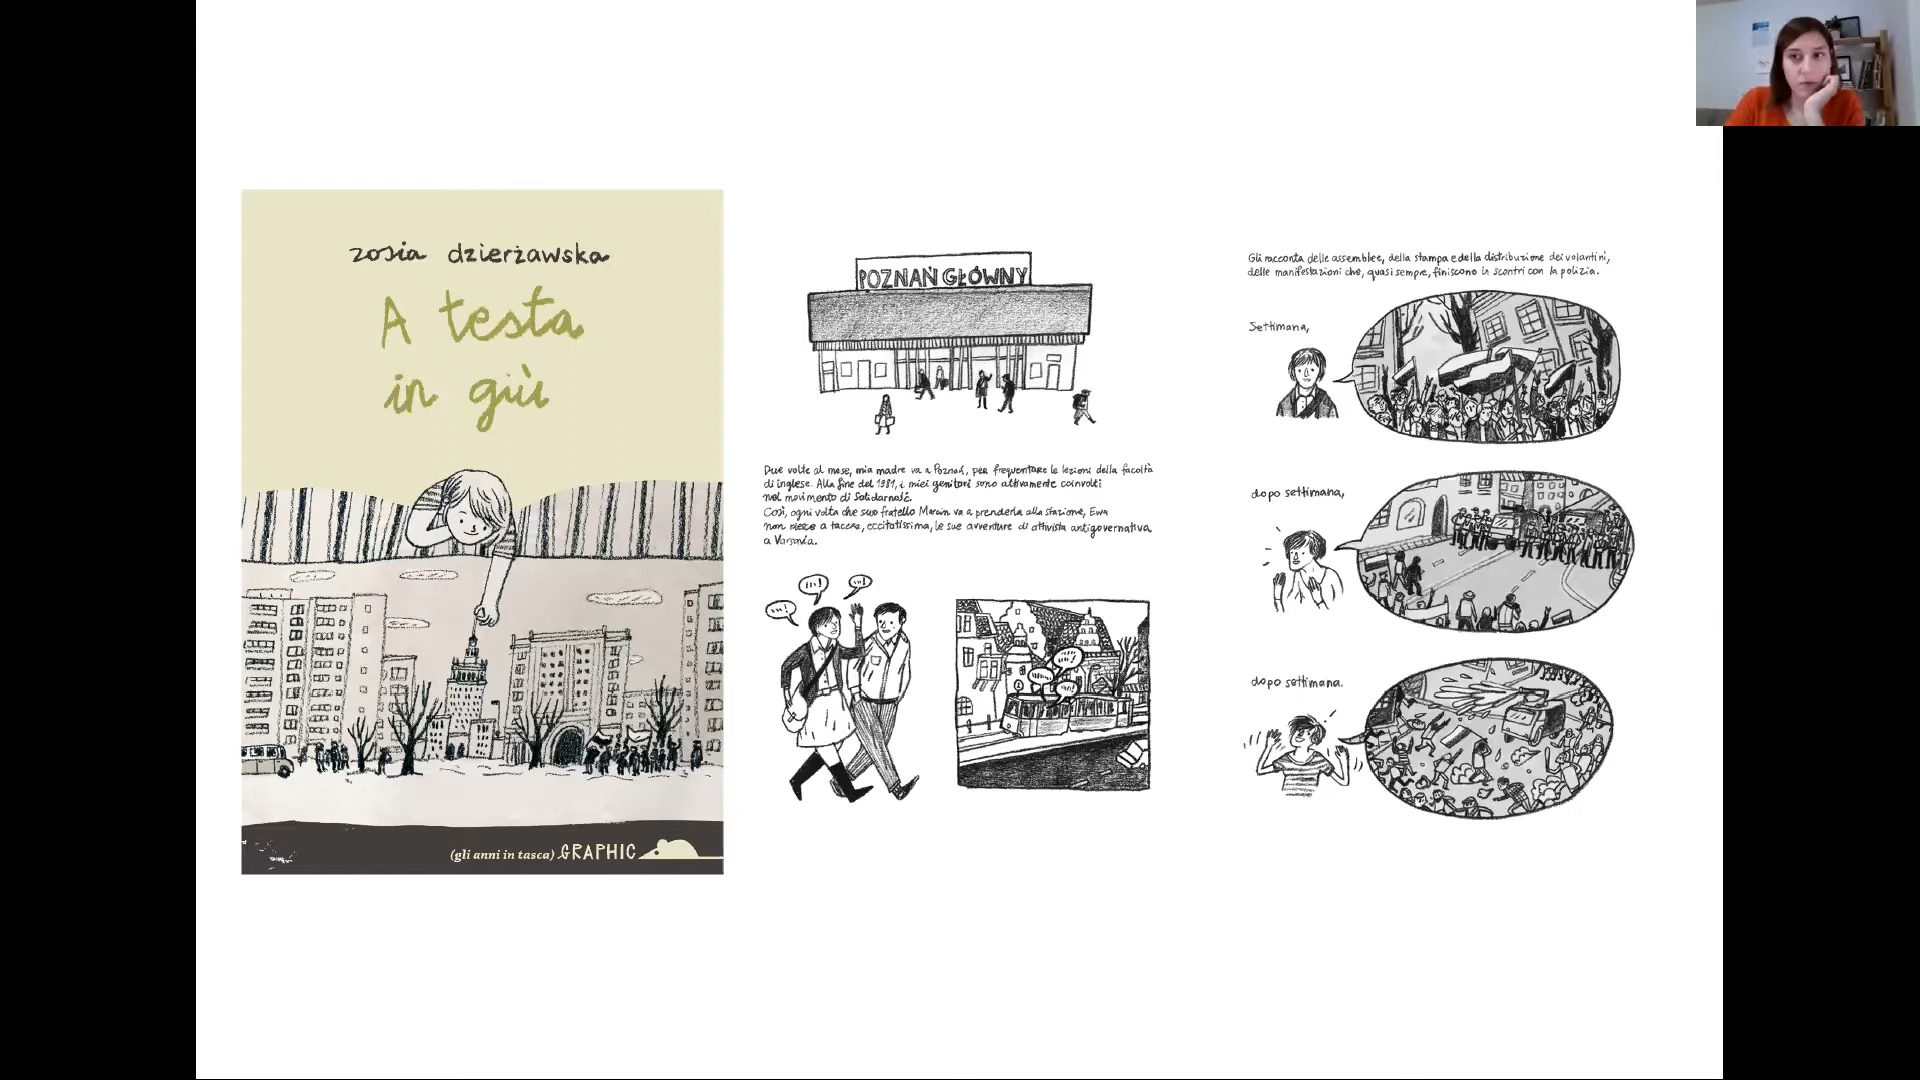 zosia dzierżawska
A testa
in giù
(gli anni in tasca) GRAPHIC
POZNAŃ GŁÓWNY
Due volte al mese, mia madre va a Poznań, per frequentare le lezioni della facoltà
di inglese. Alla fine del 1981, i miei genitori sono attivamente coinvolti
nel movimento di Solidarność.
Così, ogni volta che suo fratello Marcin va a prenderla alla stazione, Ewa
non riesce a tacere, eccitatissima, le sue avventure di attivista antigovernativa
a Varsavia.
Gli racconta delle assemblee, della stampa e della distribuzione dei volantini,
delle manifestazioni che, quasi sempre, finiscono in scontri con la polizia.
Settimana,
dopo settimana,
dopo settimana.